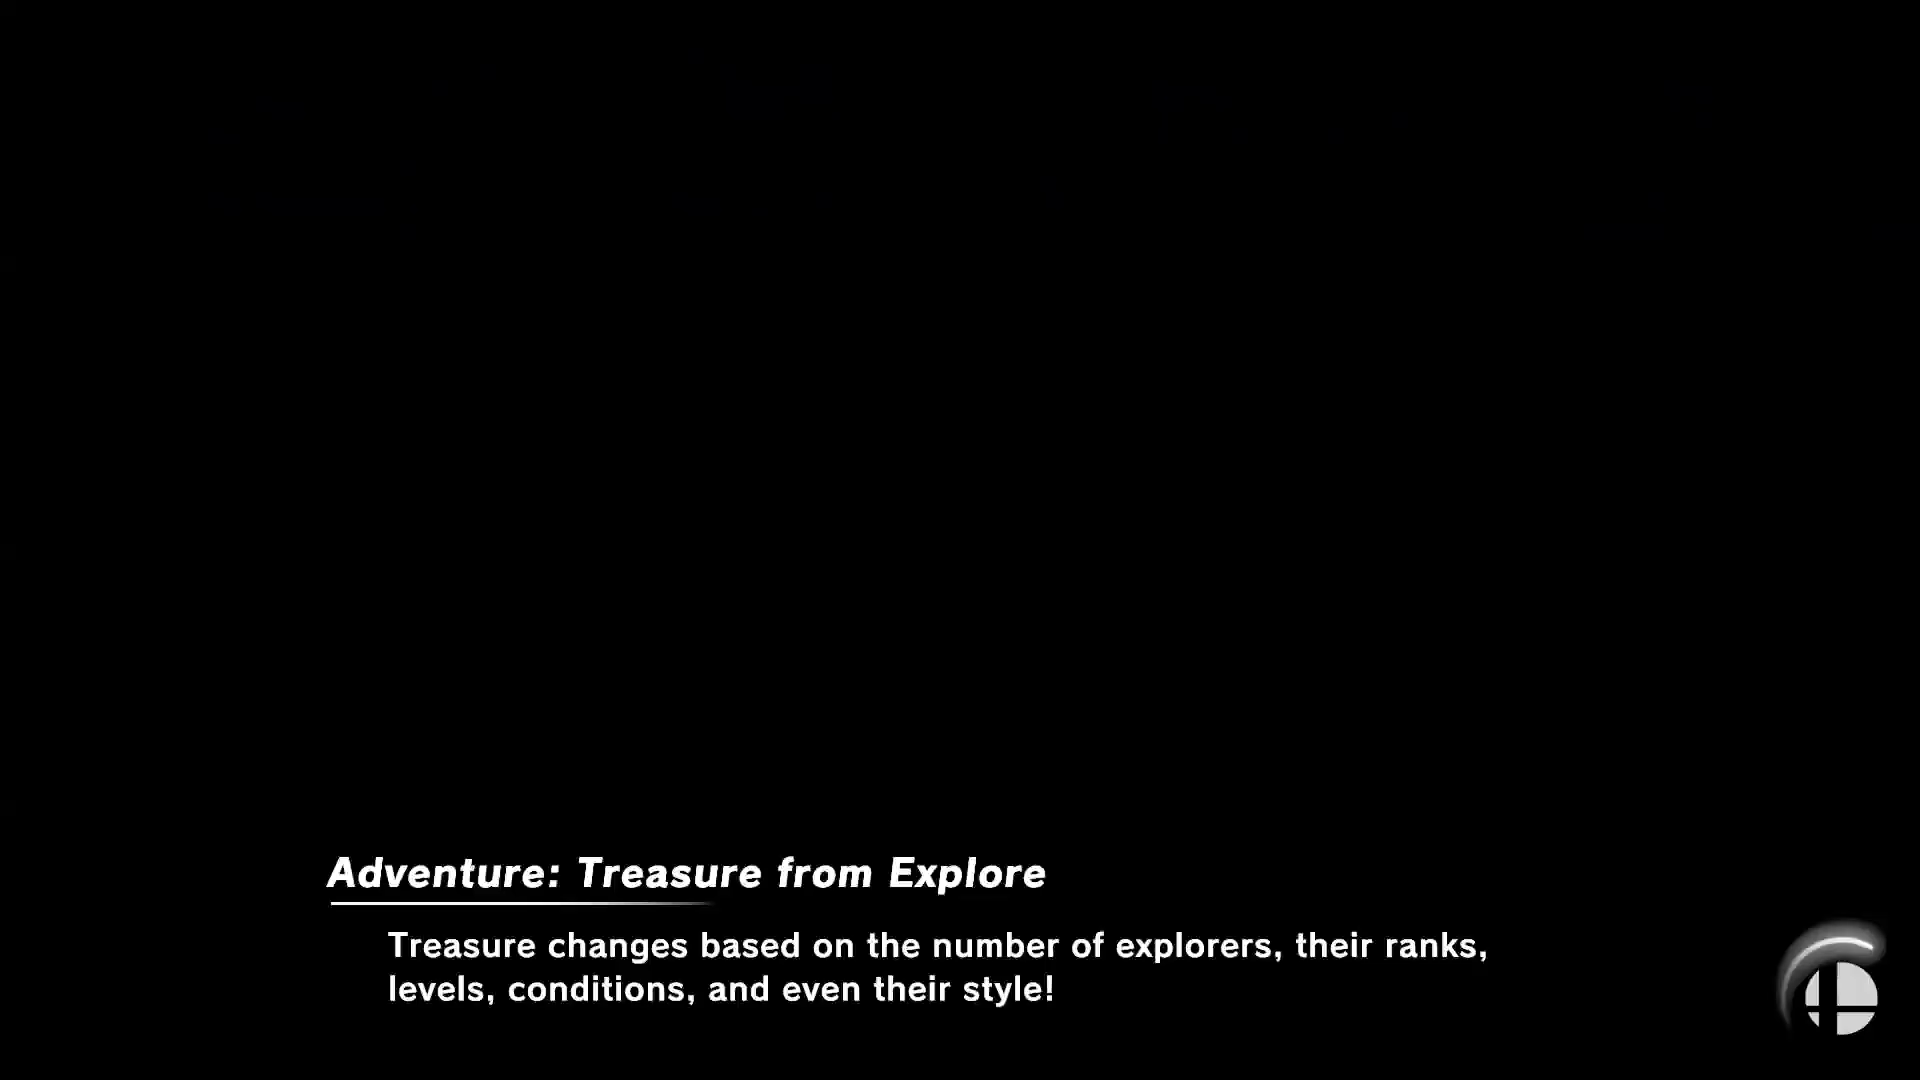 Adventure: Treasure from Explore
Treasure changes based on the number of explorers, their ranks,
levels, conditions, and even their style!